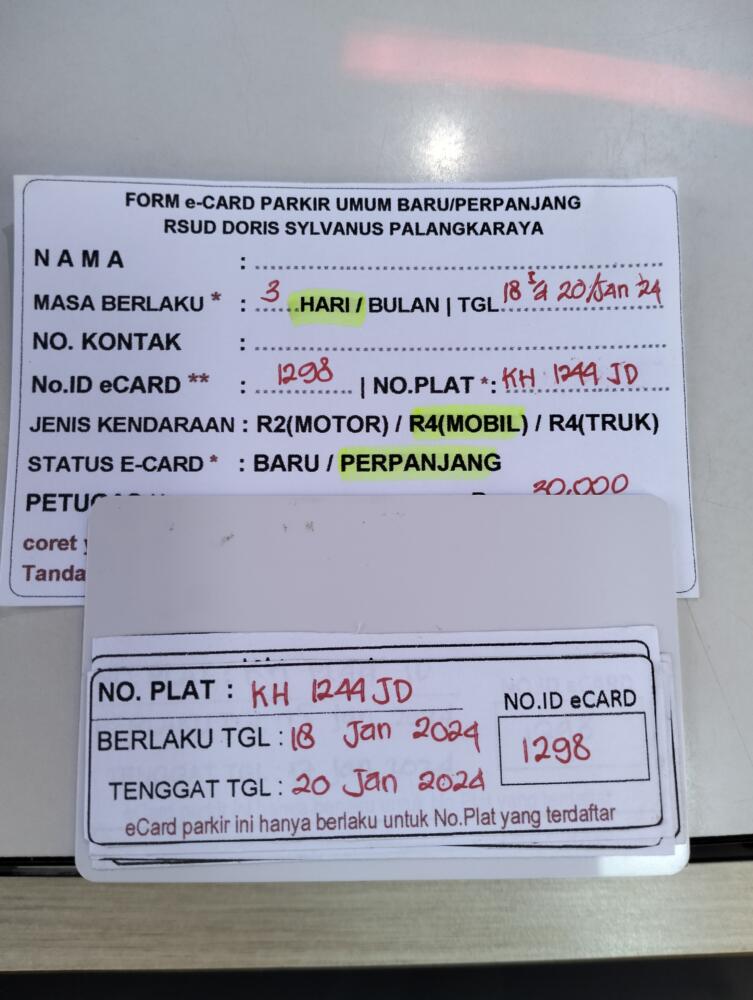 FORM e-CARD PARKIR UMUM BARU/PERPANJANG
RSUD DORIS SYLVANUS PALANGKARAYA
NAMA :
MASA BERLAKU * : 3 HARI / BULAN | TGL 18 20/Jan '24
NO. KONTAK :
No.ID eCARD ** : 1298 | NO.PLAT *: KH 1244 JD
JENIS KENDARAAN : R2(MOTOR) / R4(MOBIL) / R4(TRUK)
STATUS E-CARD * : BARU / PERPANJANG
30,000
coret
Tanda
NO. PLAT : KH 1244 JD
NO.ID eCARD
BERLAKU TGL : 18 Jan 2024
1298
TENGGAT TGL : 20 Jan 2024
eCard parkir ini hanya berlaku untuk No.Plat yang terdaftar